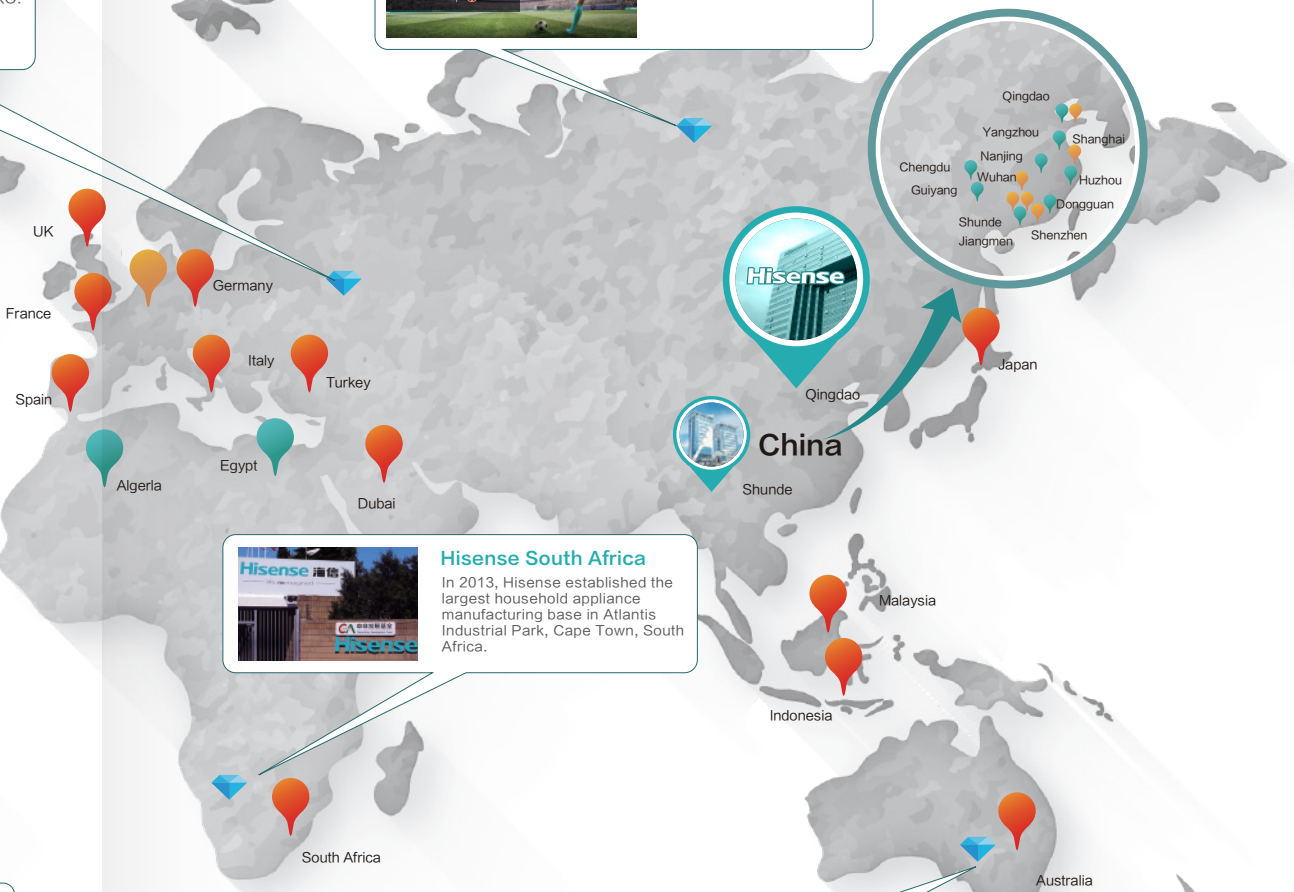 Qingdao
Yangzhou
Shanghai
Nanjing
Chengdu
Wuhan
Huzhou
Guiyang
Dongguan
Shunde
Shenzhen
Jiangmen
UK
Hisense
Germany
France
Japan
Italy
Turkey
Spain
Qingdao
China
Egypt
Algerla
Shunde
Dubai
Hisense South Africa
Hisense 海信
In 2013, Hisense established the
largest household appliance
manufacturing base in Atlantis
Industrial Park, Cape Town, South
Africa.
Hisense
Malaysia
Indonesia
South Africa
Australia